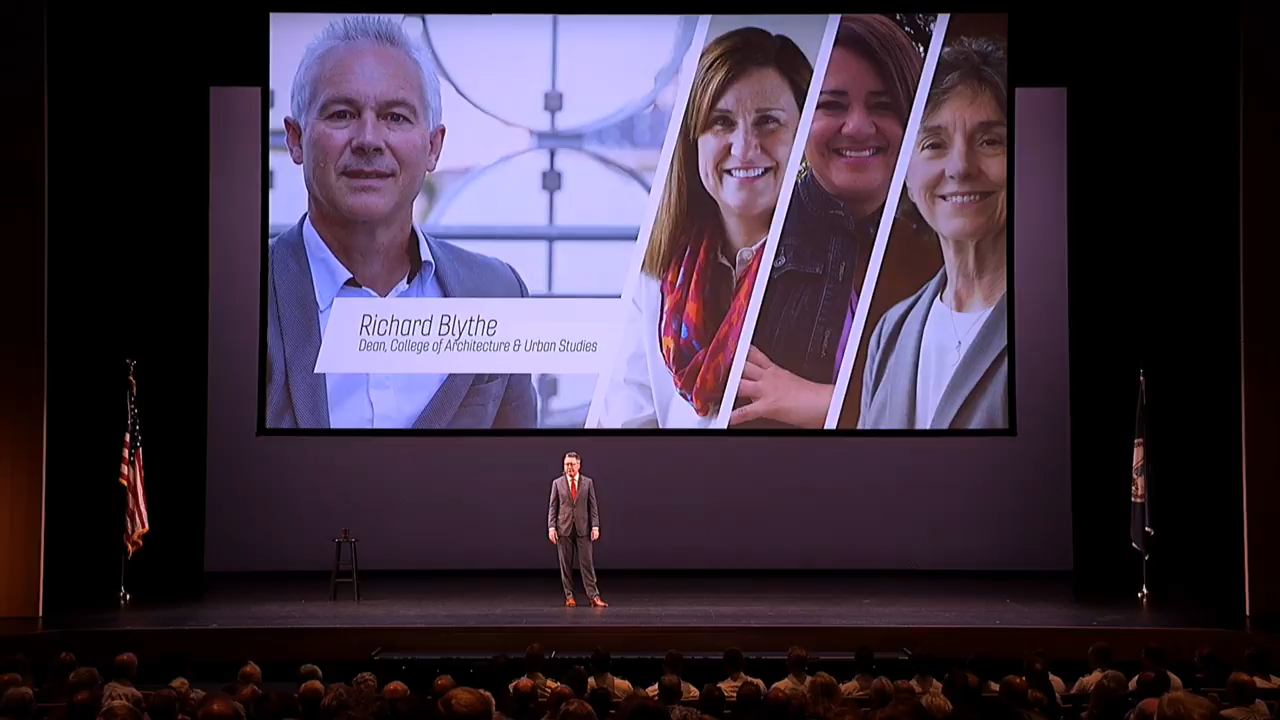 Richard Blythe
Dean, College of Architecture & Urban Studies